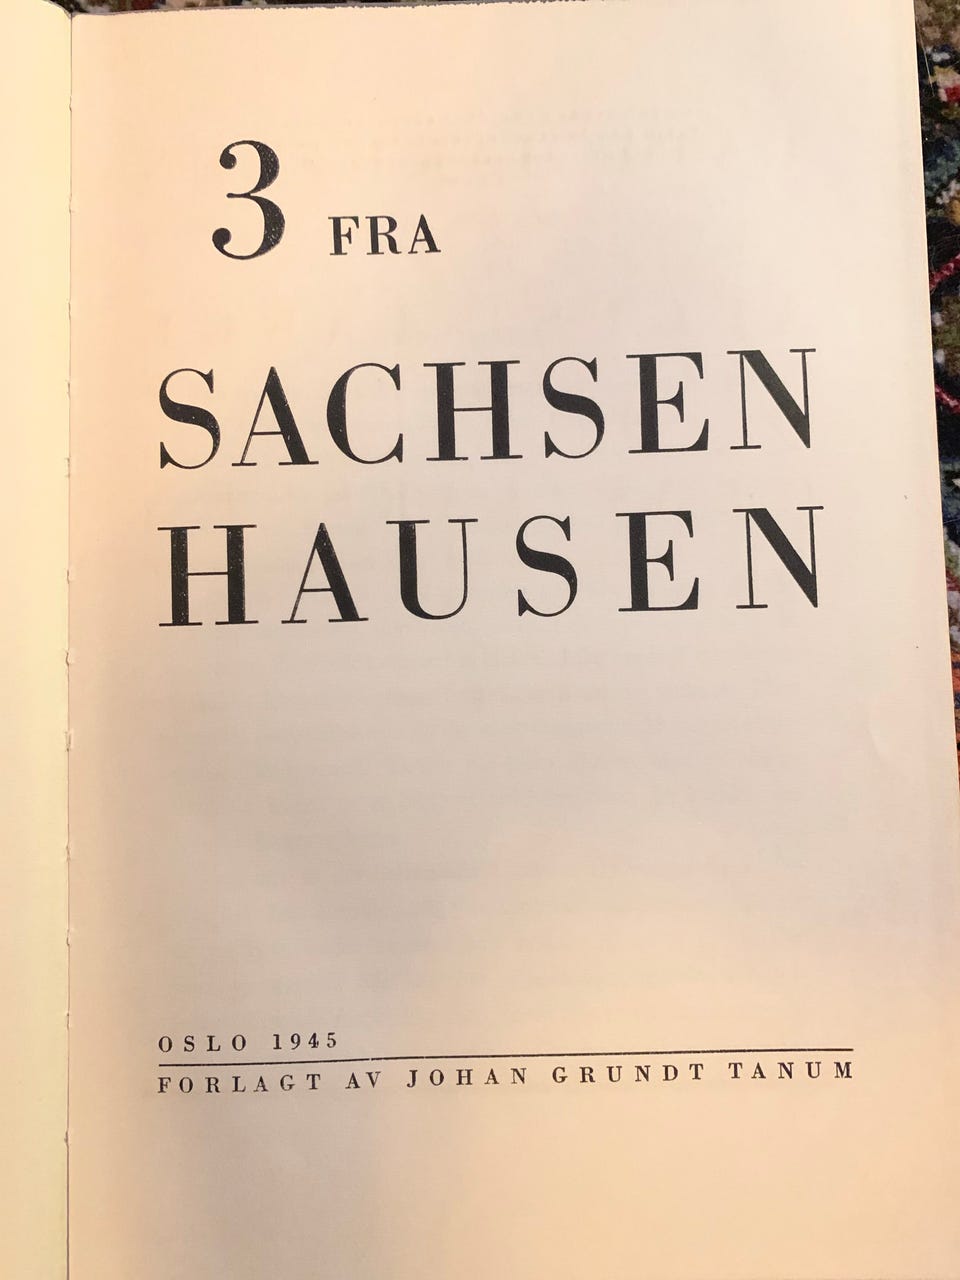 3 FRA
SACHSEN
HAUSEN
OSLO 1945
FORLAGT AV JOHAN GRUNDT TANUM